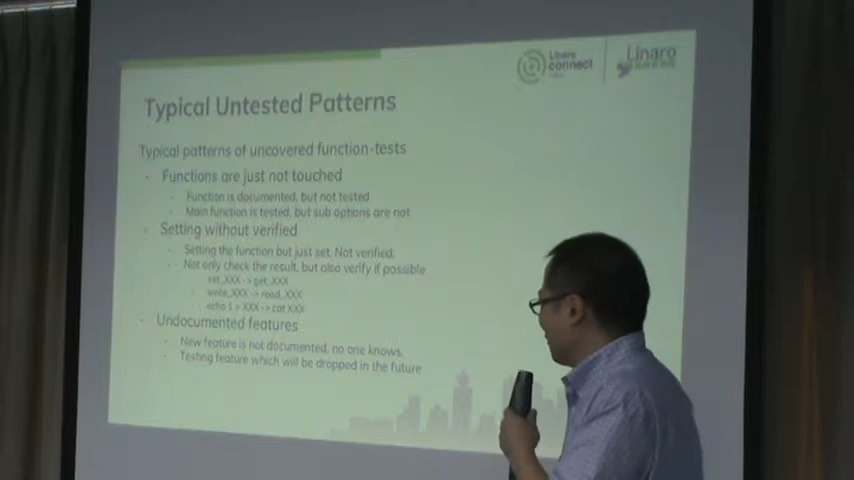 Linaro
connect
Linaro
Typical Untested Patterns
Typical patterns of uncovered function-tests
- Functions are just not touched
- Function is documented, but not tested
- Main function is tested, but sub options are not
- Setting without verified
- Setting the function but just set. Not verified.
- Not only check the result, but also verify if possible
set_XXX -> get_XXX
- write_XXX -> read_XXX
- echo 1 > XXX -> cat XXX
- Undocumented features
- New feature is not documented, no one knows.
- Testing feature which will be dropped in the future